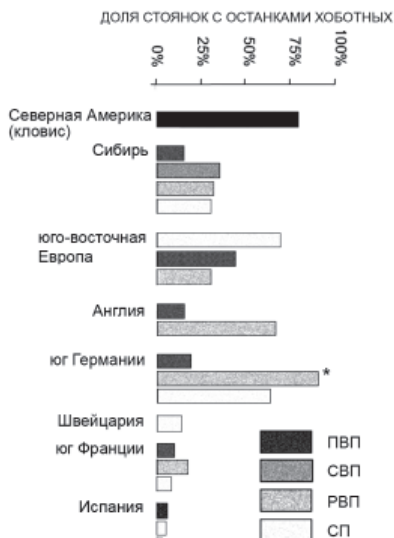 ДОЛЯ СТОЯНОК С ОСТАНКАМИ ХОБОТНЫХ
0% 25% 50% 75% 100%
Северная Америка
(кловис)
Сибирь
юго-восточная
Европа
Англия
юг Германии
*
Швейцария
юг Франции
Испания
ПВП
СВП
РВП
СП